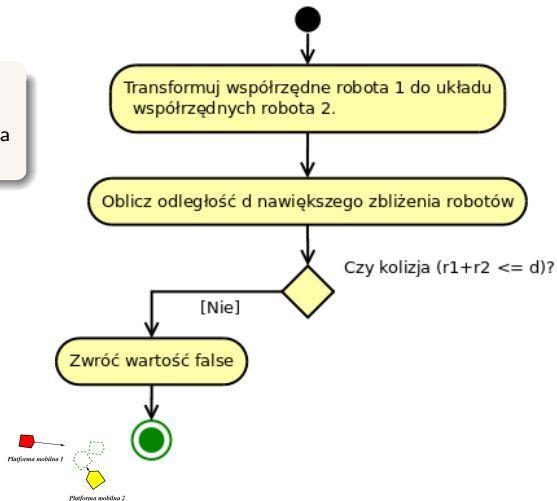 Transformuj współrzędne robota 1 do układu
współrzędnych robota 2.
a
Oblicz odległość d nawiększego zbliżenia robotów
Czy kolizja (r1+r2 <= d)?
[Nie]
Zwróć wartość false
Platforma mobilna 1
Platforma mobilna 2